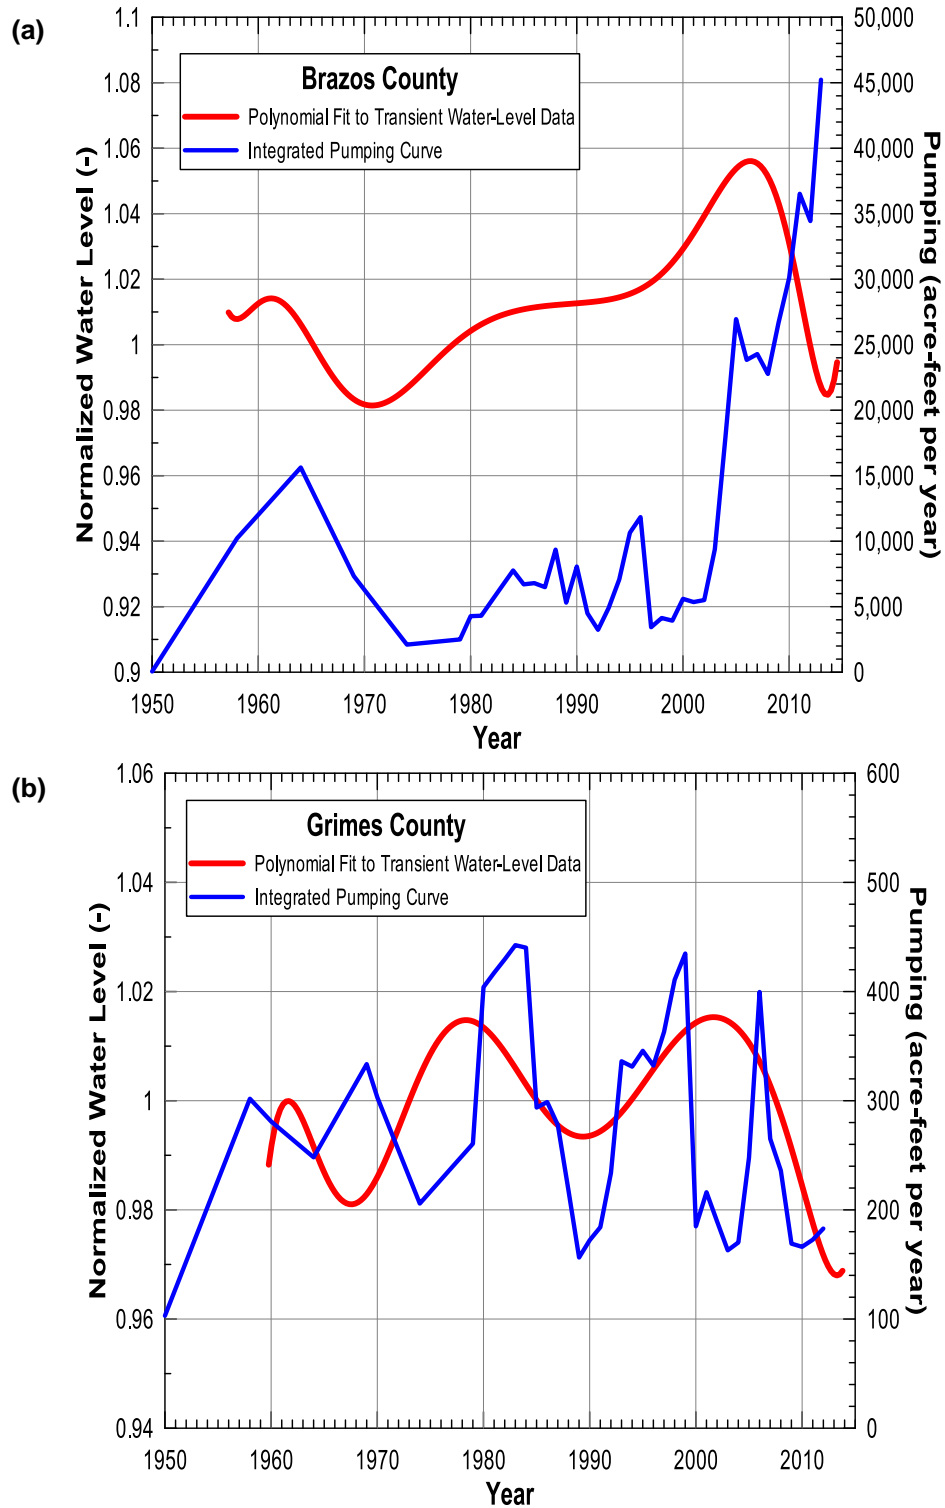 (a)
Brazos County
Polynomial Fit to Transient Water-Level Data
Integrated Pumping Curve
Normalized Water Level (-)
1.1
1.08
1.06
1.04
1.02
1
0.98
0.96
0.94
0.92
0.9
50,000
45,000
40,000
35,000
30,000
25,000
20,000
15,000
10,000
5,000
0
Pumping (acre-feet per year)
1950 1960 1970 1980 1990 2000 2010
Year
(b)
Grimes County
Polynomial Fit to Transient Water-Level Data
Integrated Pumping Curve
Normalized Water Level (-)
1.06
1.04
1.02
1
0.98
0.96
0.94
600
500
400
300
200
100
0
Pumping (acre-feet per year)
1950 1960 1970 1980 1990 2000 2010
Year